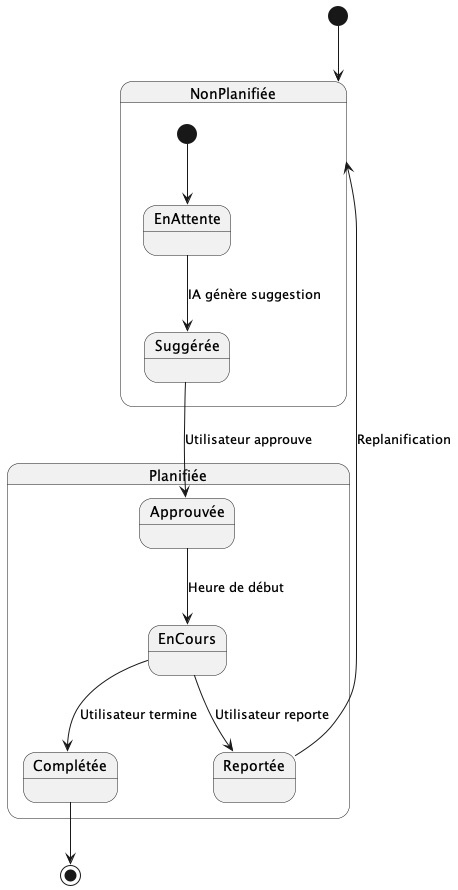 NonPlanifiée
EnAttente
IA génère suggestion
Suggérée
Utilisateur approuve
Replanification
Planifiée
Approuvée
Heure de début
EnCours
Utilisateur termine
Utilisateur reporte
Complétée
Reportée